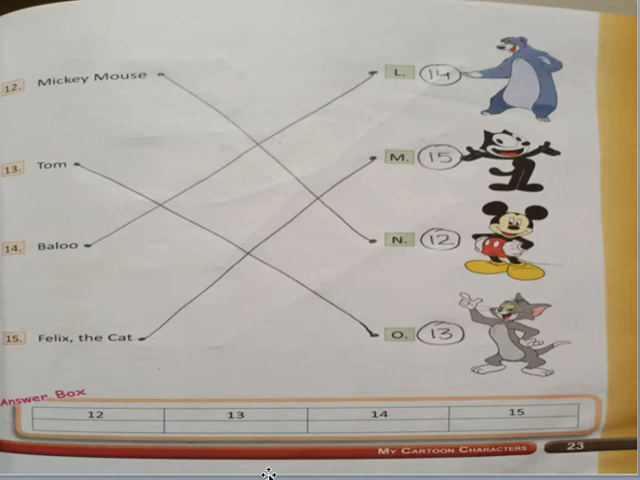 12. Mickey Mouse L. 14
13. Tom M. 15
14. Baloo N. 12
15. Felix, the Cat O. 13
Answer Box
12 13 14 15
MY CARTOON CHARACTERS 23